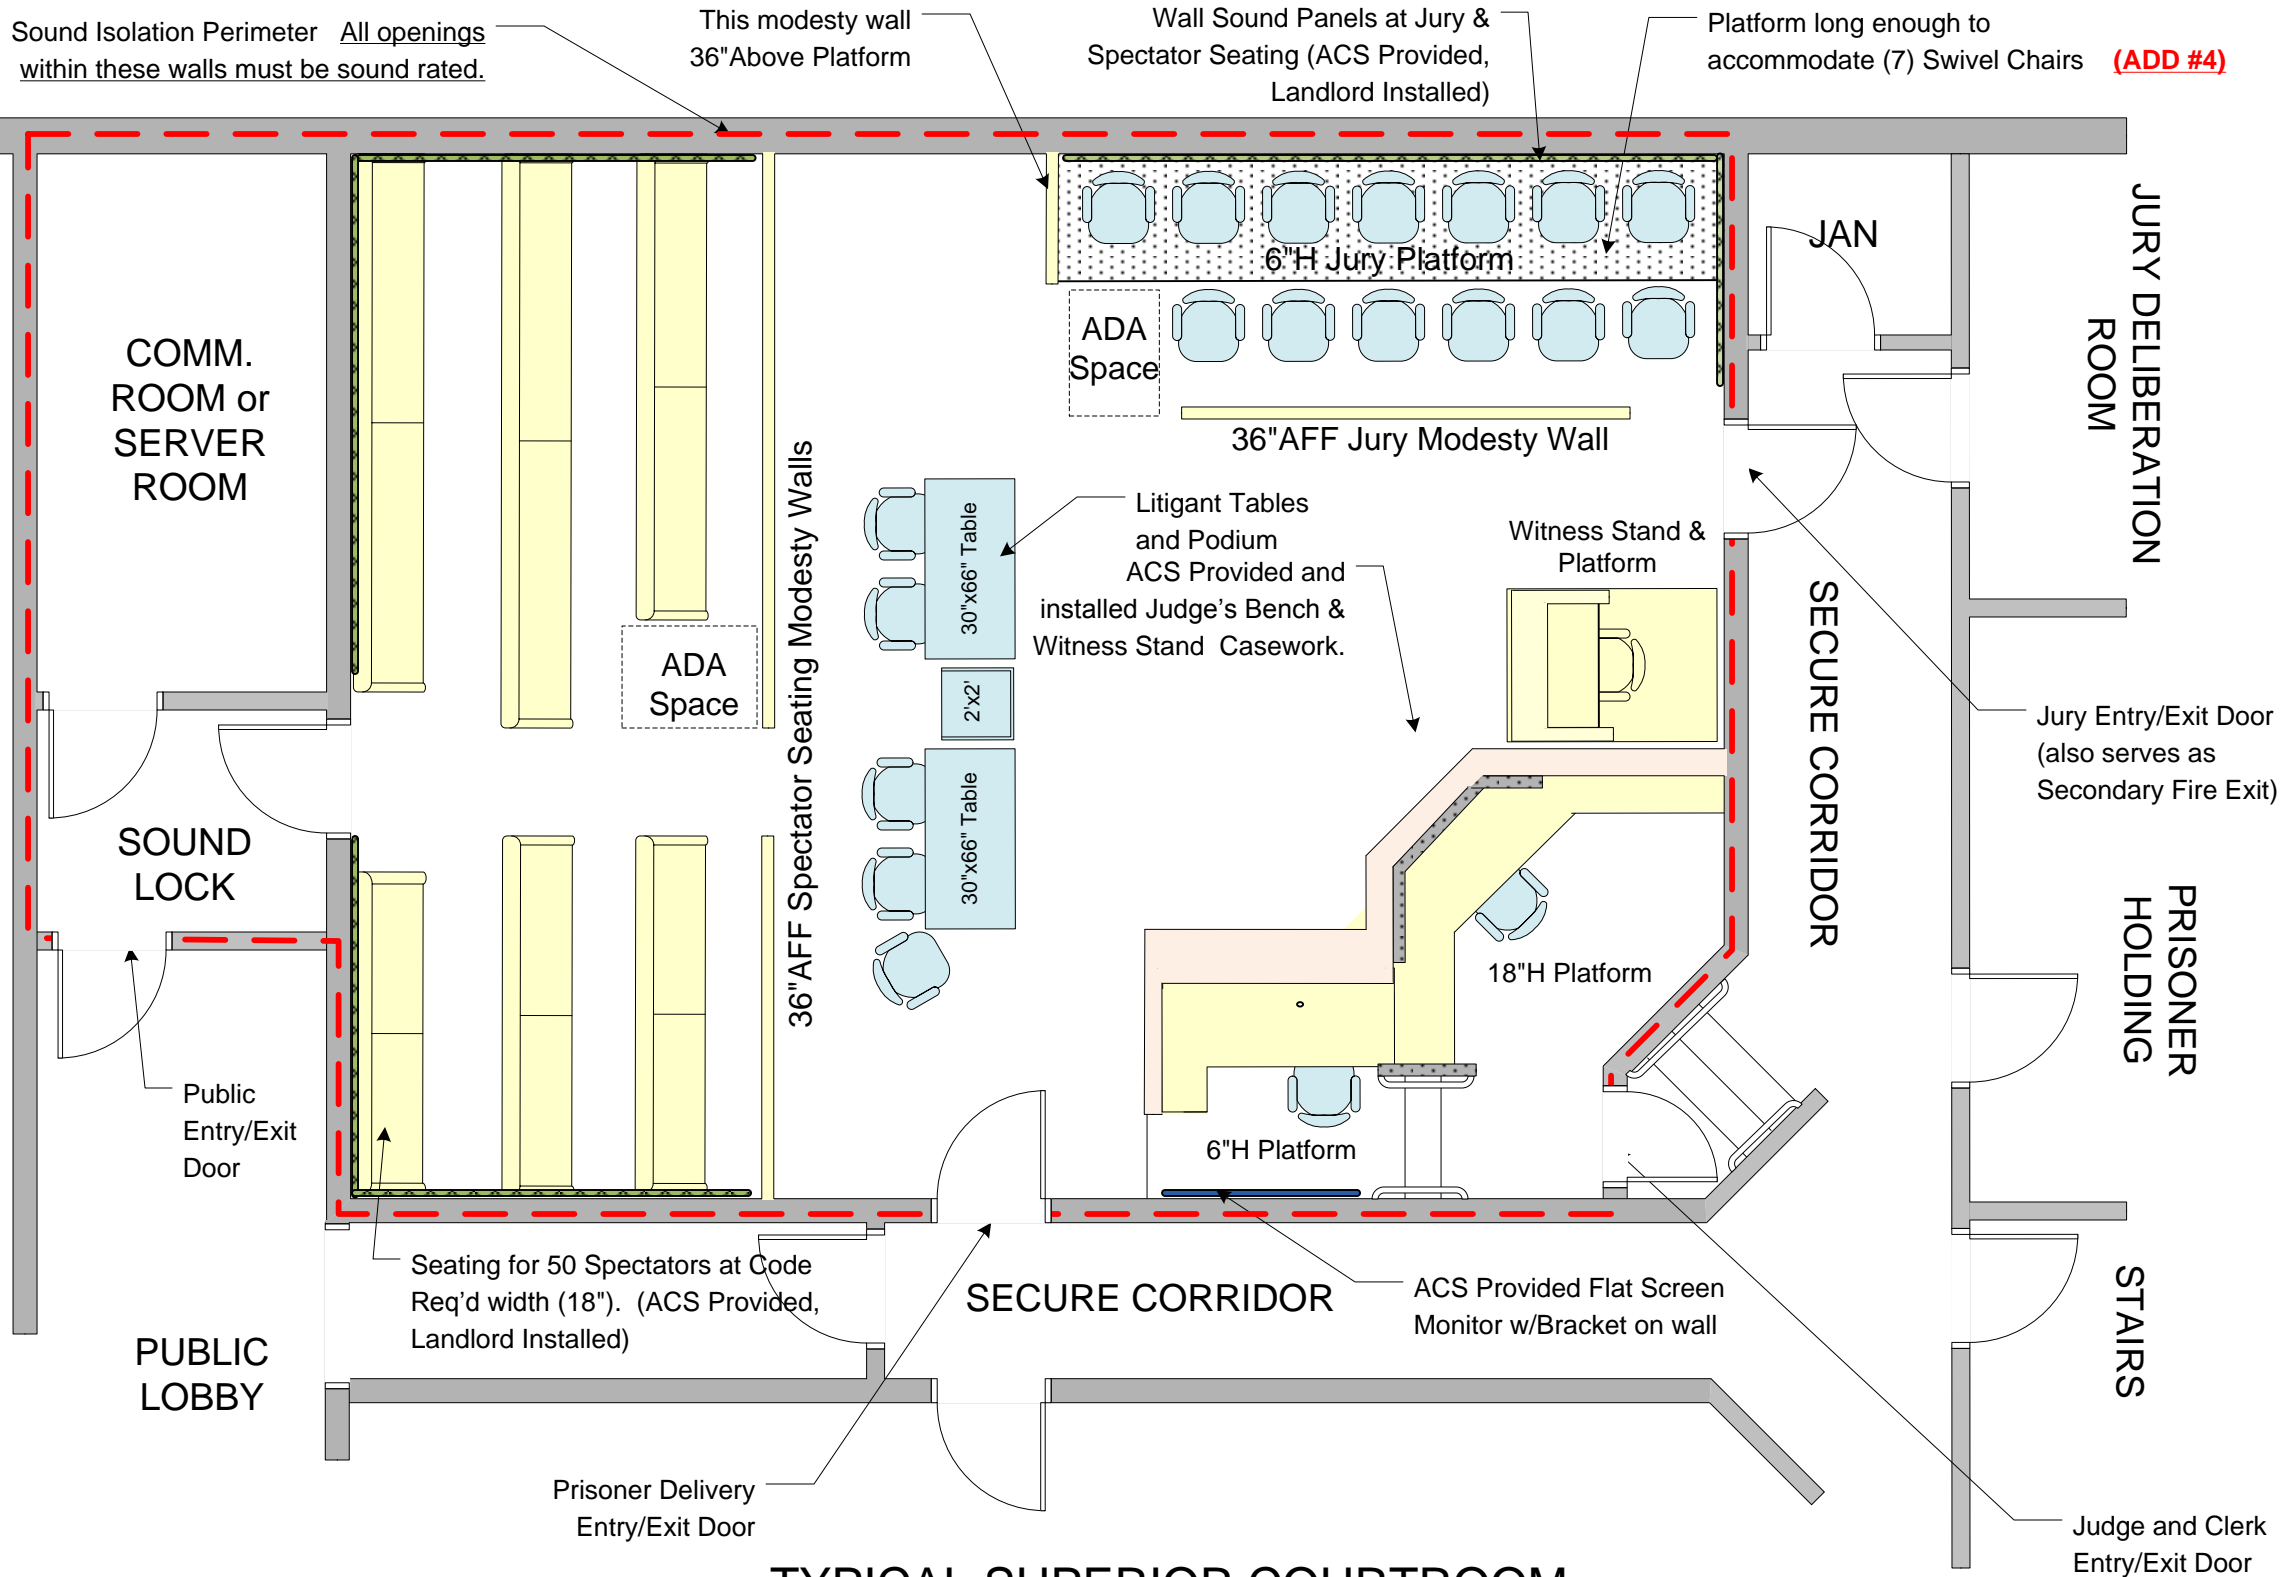 Sound Isolation Perimeter All openings
within these walls must be sound rated.
This modesty wall
36"Above Platform
Wall Sound Panels at Jury &
Spectator Seating (ACS Provided,
Landlord Installed)
Platform long enough to
accommodate (7) Swivel Chairs (ADD #4)
COMM.
ROOM or
SERVER
ROOM
6"H Jury Platform
ADA
Space
36"AFF Jury Modesty Wall
JAN
JURY DELIBERATION
ROOM
36"AFF Spectator Seating Modesty Walls
30"x66" Table
2'x2'
30"x66" Table
Litigant Tables
and Podium
ACS Provided and
installed Judge's Bench &
Witness Stand Casework.
Witness Stand &
Platform
ADA
Space
SECURE CORRIDOR
Jury Entry/Exit Door
(also serves as
Secondary Fire Exit)
SOUND
LOCK
18"H Platform
PRISONER
HOLDING
Public
Entry/Exit
Door
6"H Platform
Seating for 50 Spectators at Code
Req'd width (18"). (ACS Provided,
Landlord Installed)
SECURE CORRIDOR
ACS Provided Flat Screen
Monitor w/Bracket on wall
STAIRS
PUBLIC
LOBBY
Prisoner Delivery
Entry/Exit Door
Judge and Clerk
Entry/Exit Door
TYPICAL SUPERIOR COURTROOM